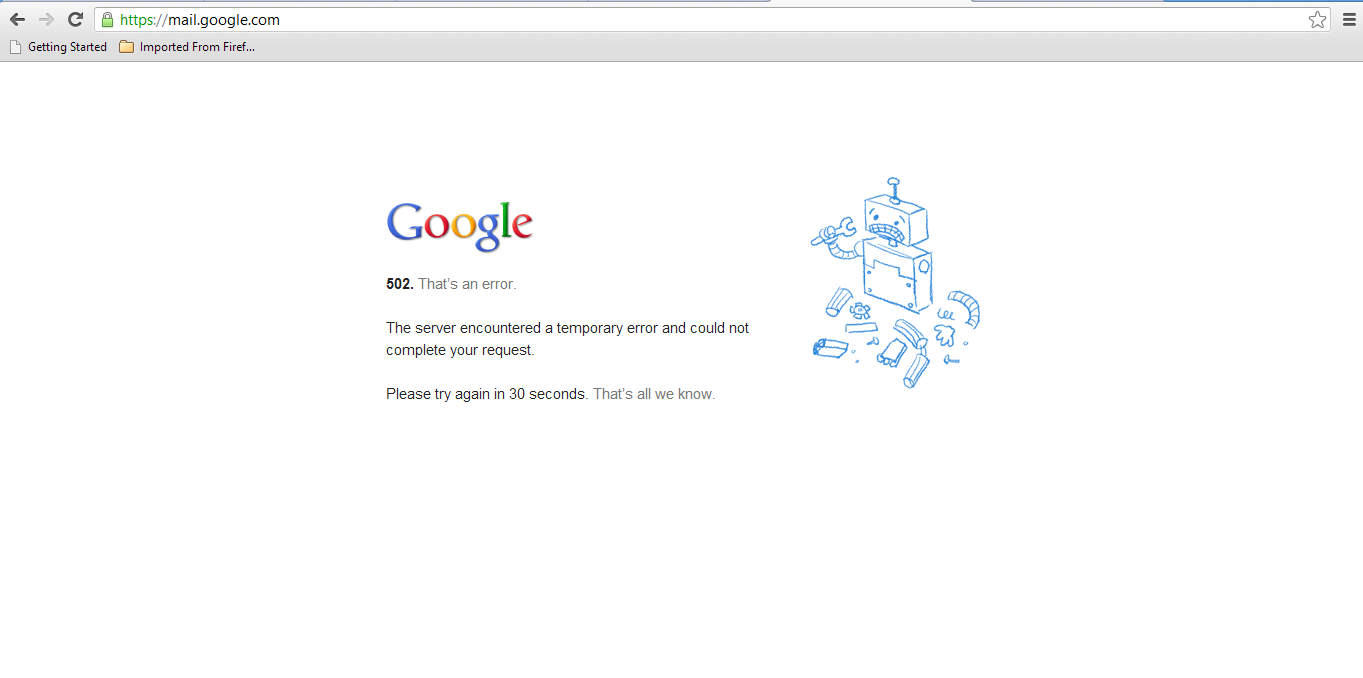 https://mail.google.com
Getting Started Imported From Firef...
Google
502. That's an error.
The server encountered a temporary error and could not
complete your request.
Please try again in 30 seconds. That's all we know.